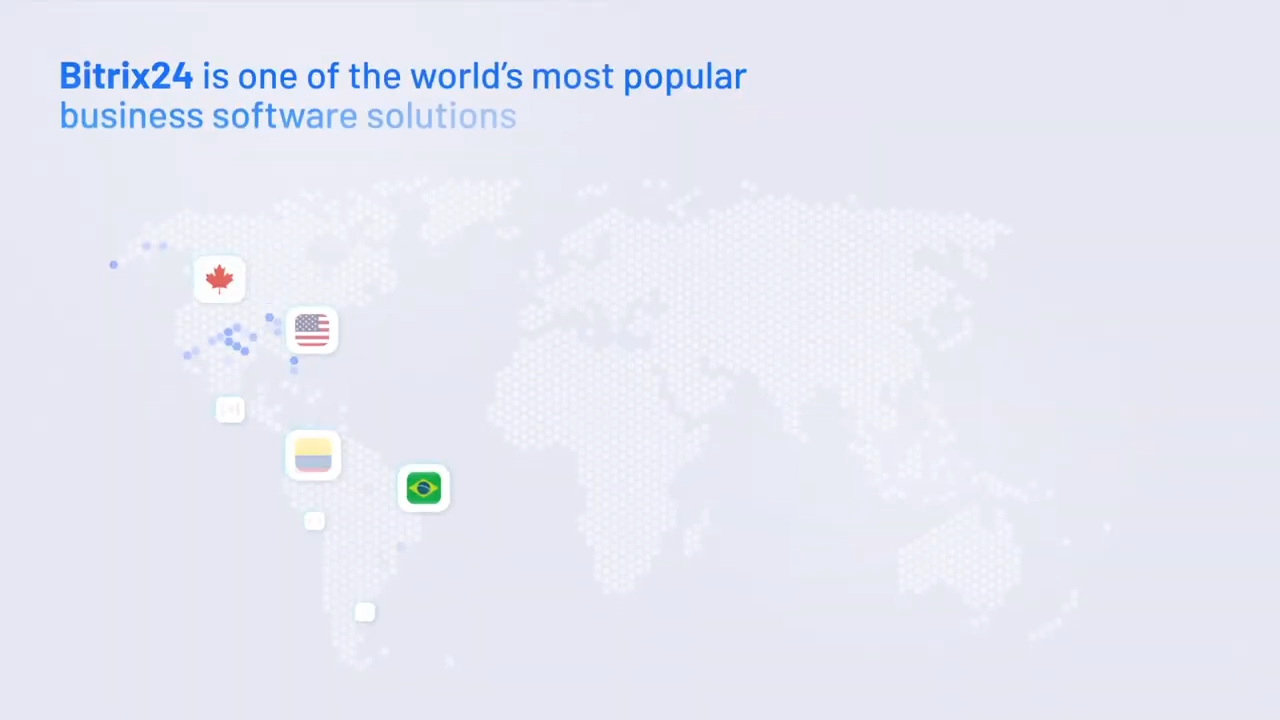 Bitrix24 is one of the world's most popular
business software solutions